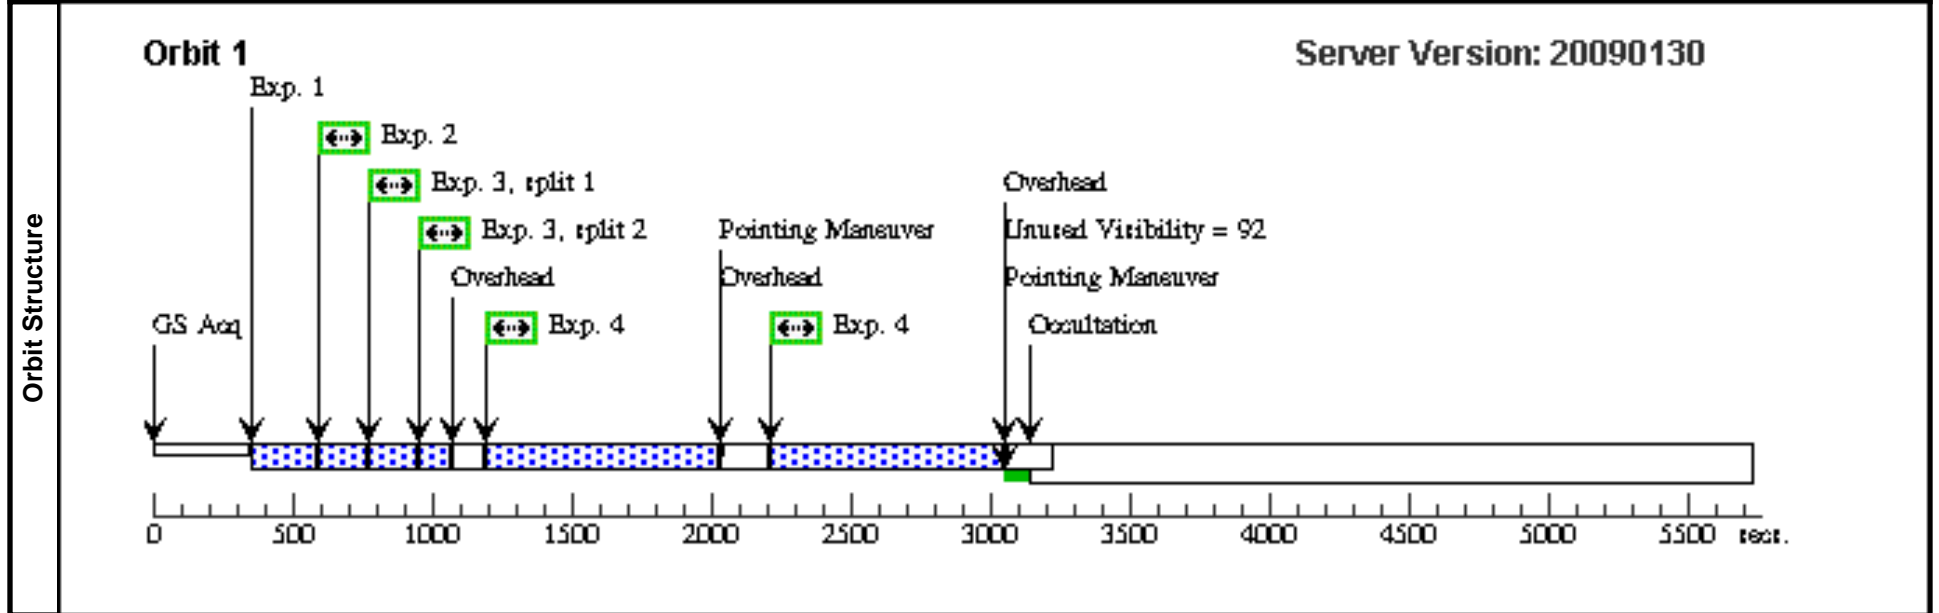 Orbit Structure
Orbit 1
Server Version: 20090130
Exp. 1
Exp. 2
Exp. 3, split 1
Overhead
Exp. 3, split 2
Pointing Maneuver
Unused Visibility = 92
Overhead
Overhead
Pointing Maneuver
GS Acq
Exp. 4
Exp. 4
Occultation
0 500 1000 1500 2000 2500 3000 3500 4000 4500 5000 5500 secs.